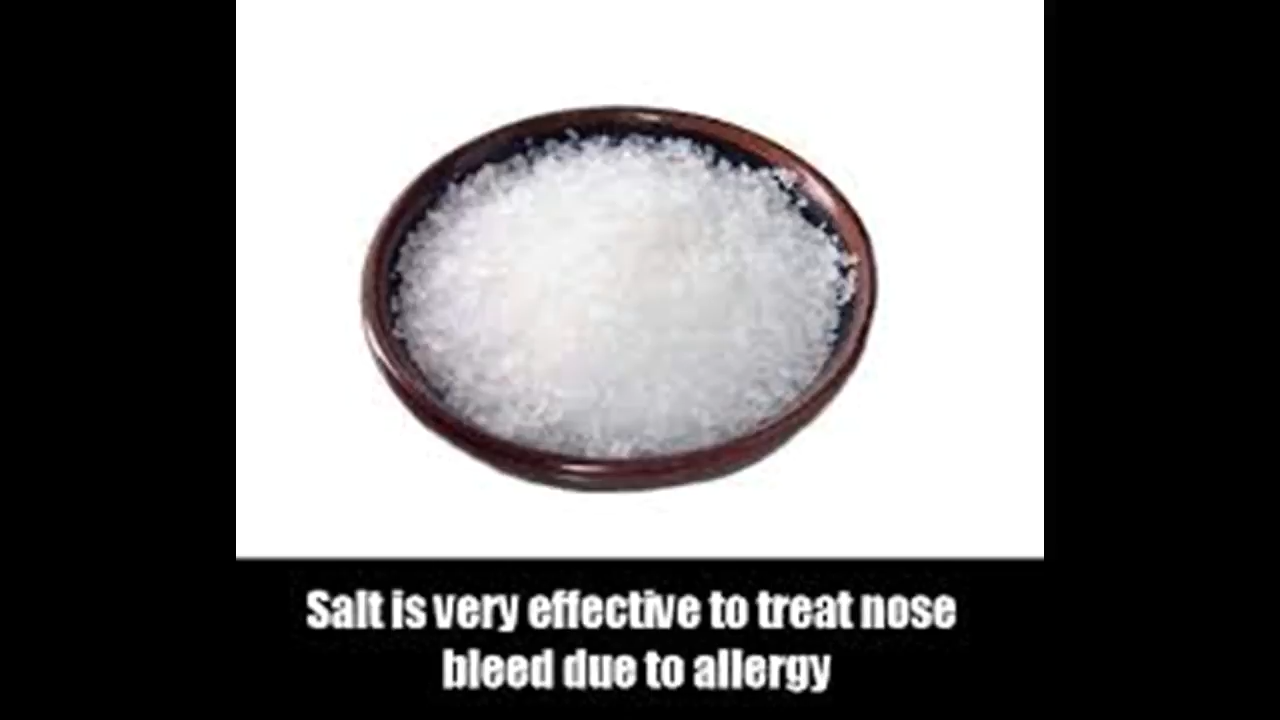 Salt is very effective to treat nose
bleed due to allergy